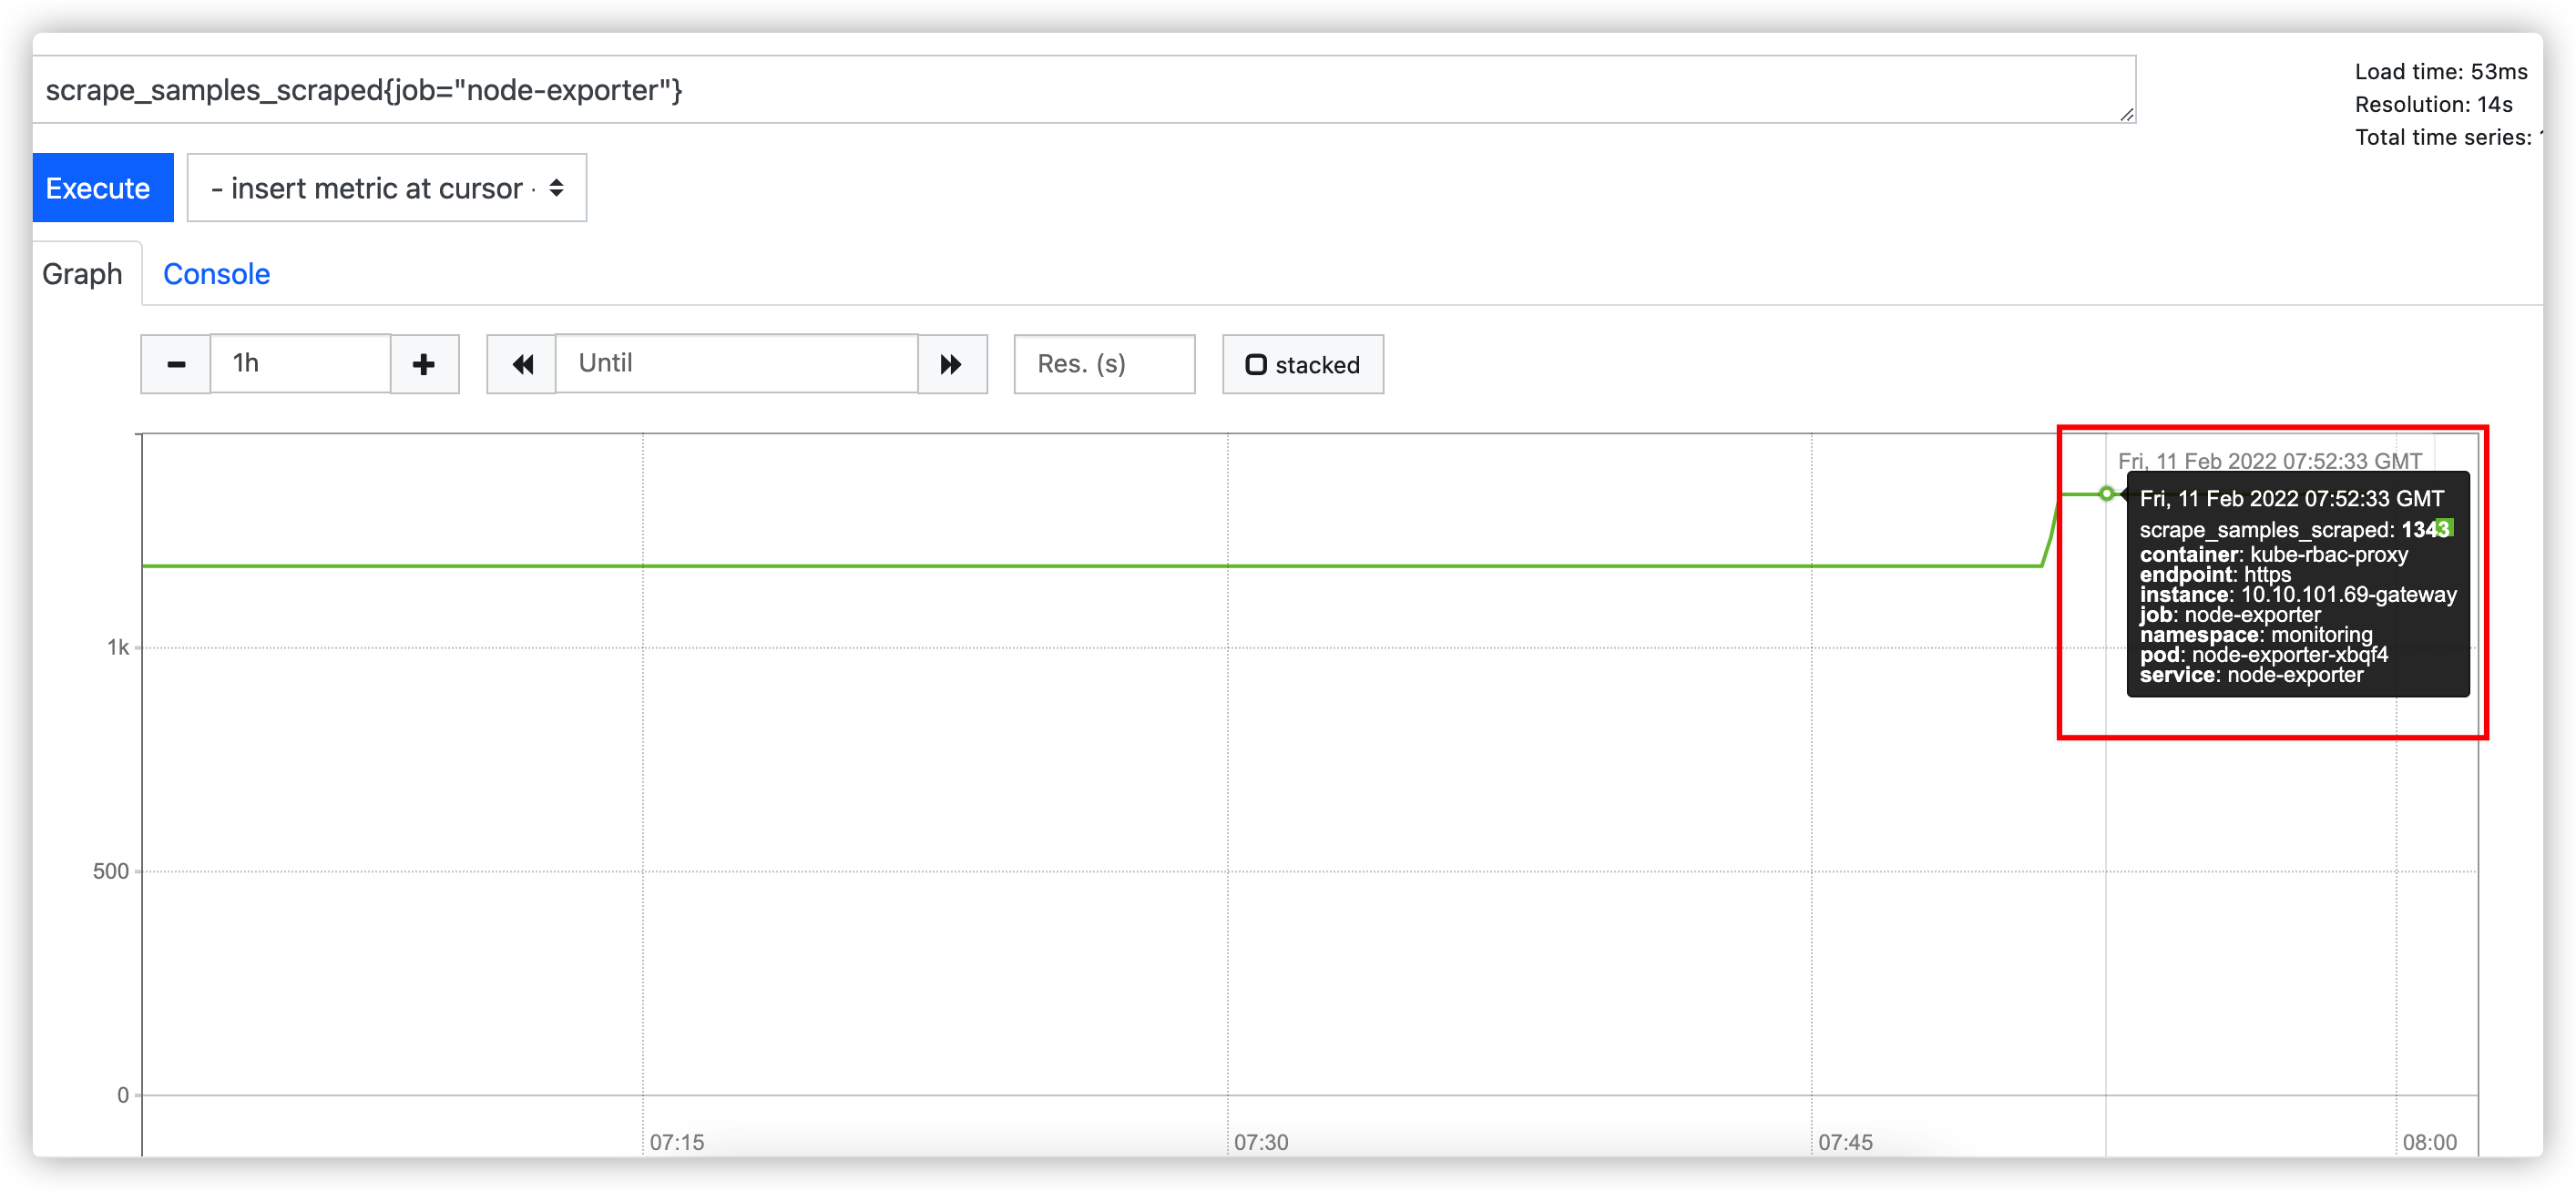 scrape_samples_scraped{job="node-exporter"}
Load time: 53ms
Resolution: 14s
Total time series:
Execute
- insert metric at cursor -
Graph
Console
1h
Until
Res. (s)
stacked
Fri, 11 Feb 2022 07:52:33 GMT
Fri, 11 Feb 2022 07:52:33 GMT
scrape_samples_scraped: 1343
container: kube-rbac-proxy
endpoint: https
instance: 10.10.101.69-gateway
job: node-exporter
namespace: monitoring
pod: node-exporter-xbqf4
service: node-exporter
1k
500
0
07:15
07:30
07:45
08:00